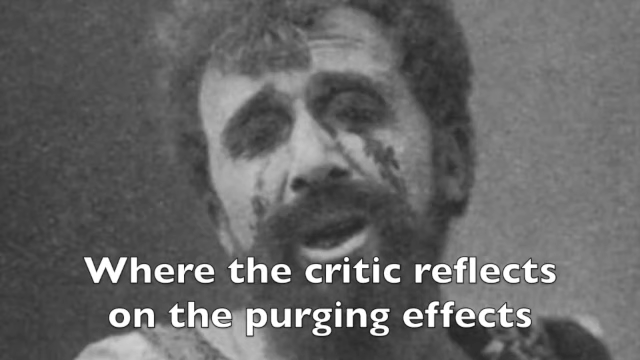 Where the critic reflects
on the purging effects